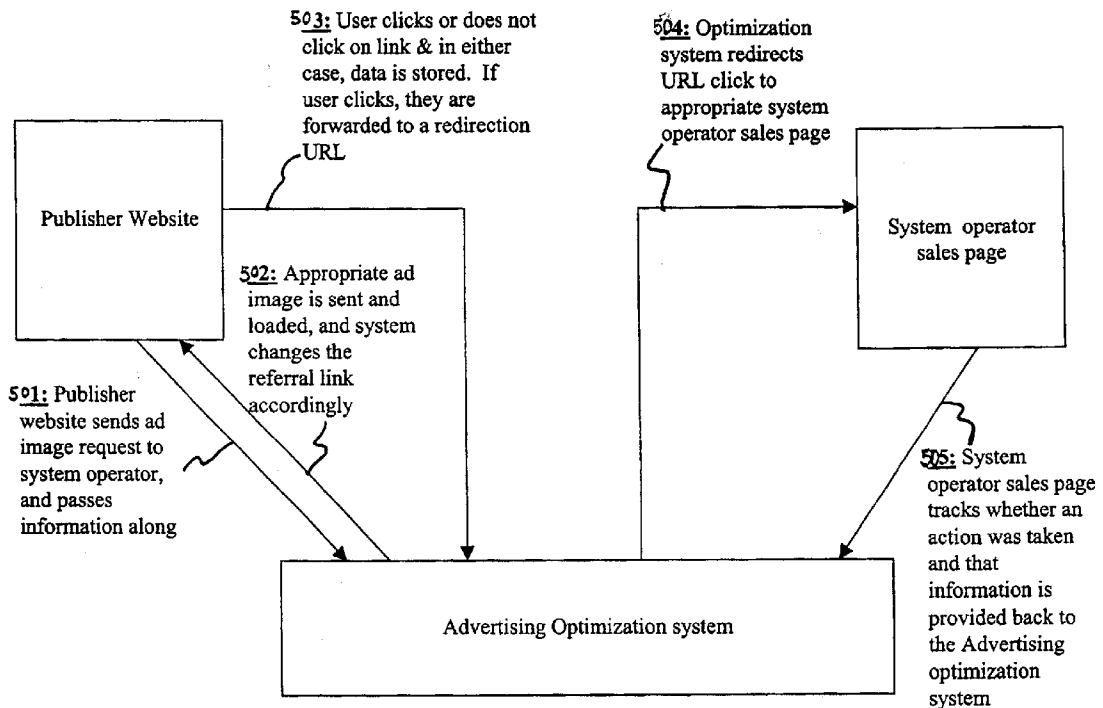 503: User clicks or does not
click on link & in either
case, data is stored. If
user clicks, they are
forwarded to a redirection
URL
504: Optimization
system redirects
URL click to
appropriate system
operator sales page
Publisher Website
System operator
sales page
502: Appropriate ad
image is sent and
loaded, and system
changes the
referral link
accordingly
501: Publisher
website sends ad
image request to
system operator,
and passes
information along
505: System
operator sales page
tracks whether an
action was taken
and that
information is
provided back to
the Advertising
optimization
system
Advertising Optimization system